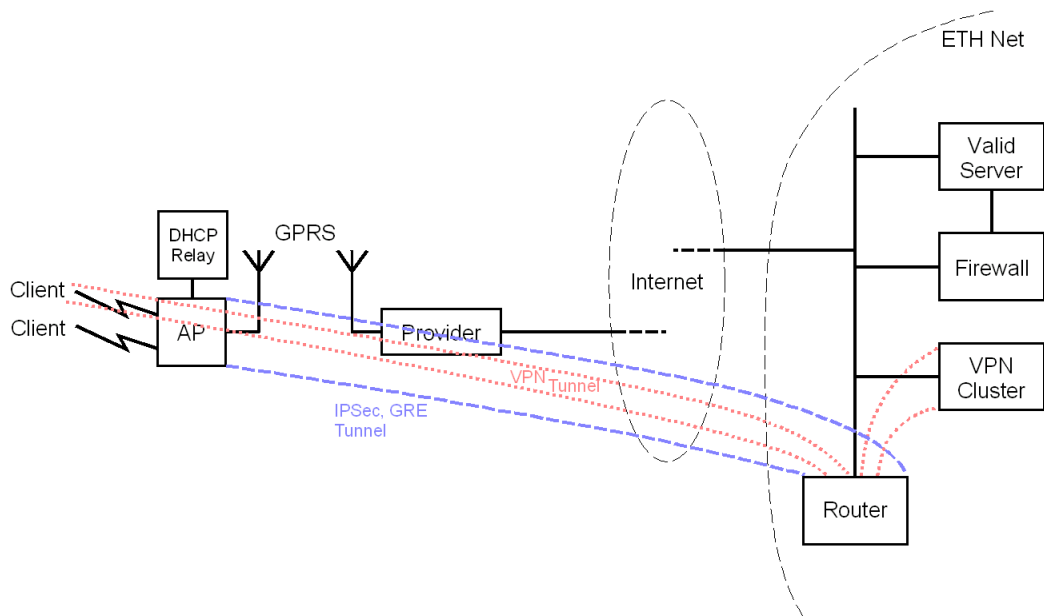 ETH Net
Valid
Server
DHCP
Relay
GPRS
Internet
Firewall
Client
Client
AP
Provider
VPN
Tunnel
IPSec, GRE
Tunnel
VPN
Cluster
Router